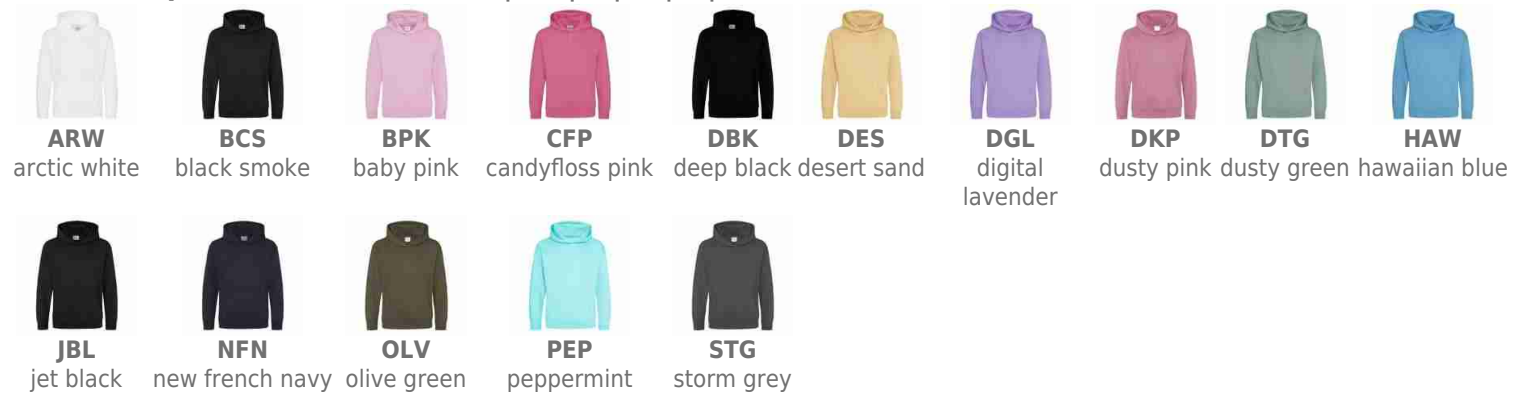 ARW BCS BPK CFP DBK DES DGL DKP DTG HAW
arctic white black smoke baby pink candyfloss pink deep black desert sand digital dusty pink dusty green hawaiian blue
lavender
JBL NFN OLV PEP STG
jet black new french navy olive green peppermint storm grey